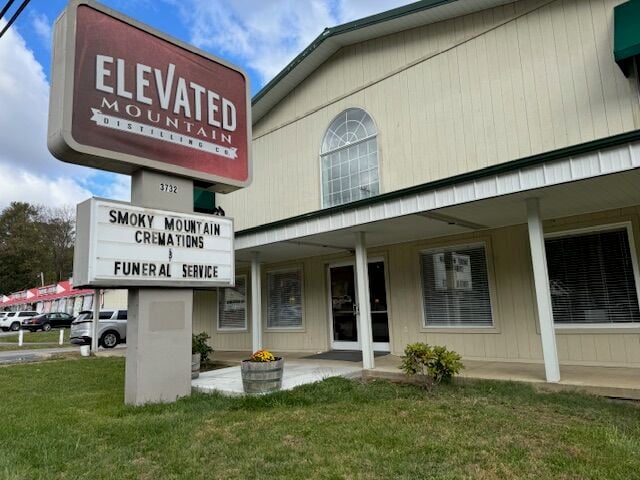 ELEVATED
MOUNTAIN
DISTILLING CO
3732
SMOKY MOUNTAIN
CREMATIONS
&
FUNERAL SERVICE